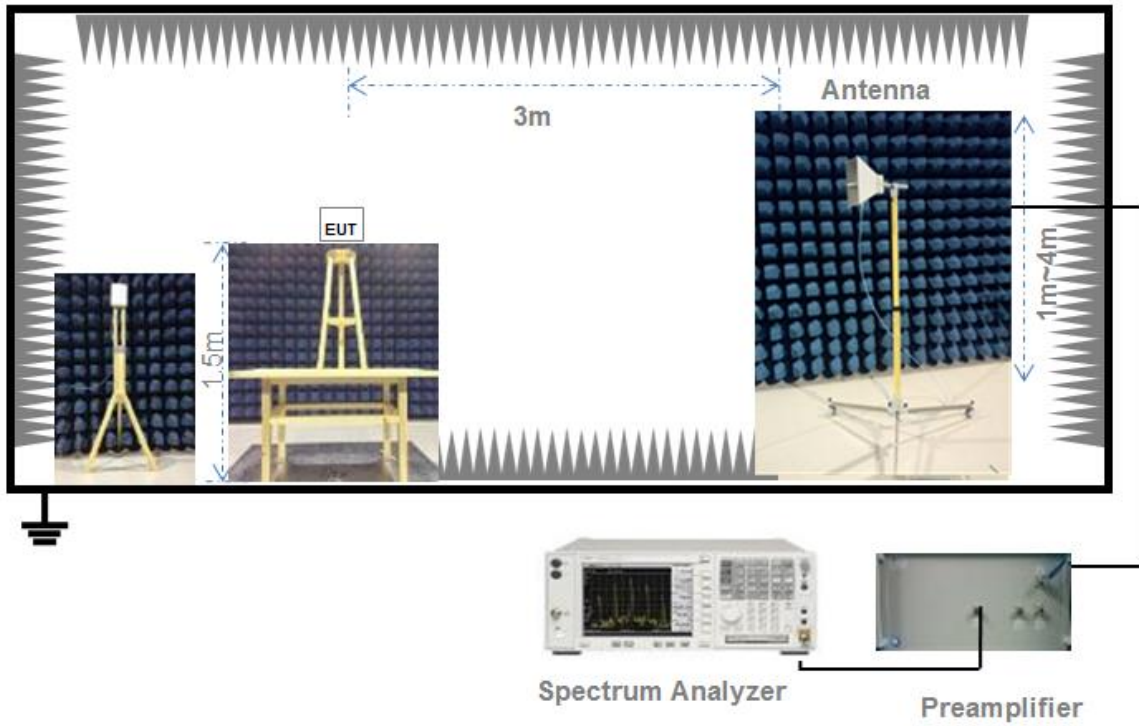 Antenna
3m
EUT
1.5m
1m~4m
Spectrum Analyzer
Preamplifier